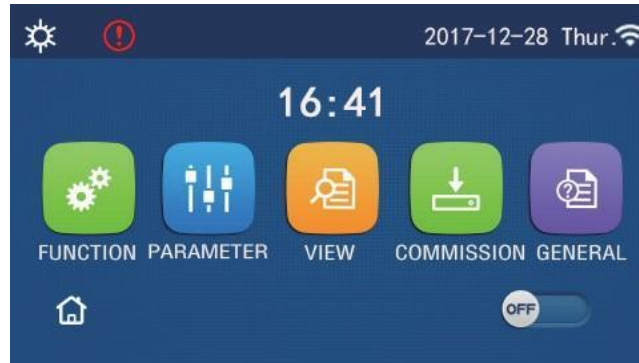 2017-12-28 Thur.
16:41
FUNCTION PARAMETER VIEW COMMISSION GENERAL
OFF